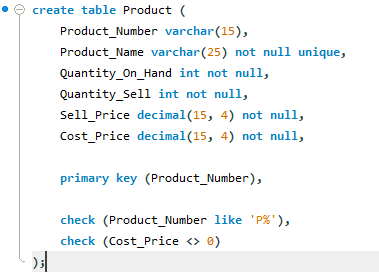 create table Product (
Product_Number varchar(15),
Product_Name varchar(25) not null unique,
Quantity_On_Hand int not null,
Quantity_Sell int not null,
Sell_Price decimal(15, 4) not null,
Cost_Price decimal(15, 4) not null,
primary key (Product_Number),
check (Product_Number like 'P%'),
check (Cost_Price <> 0)
);